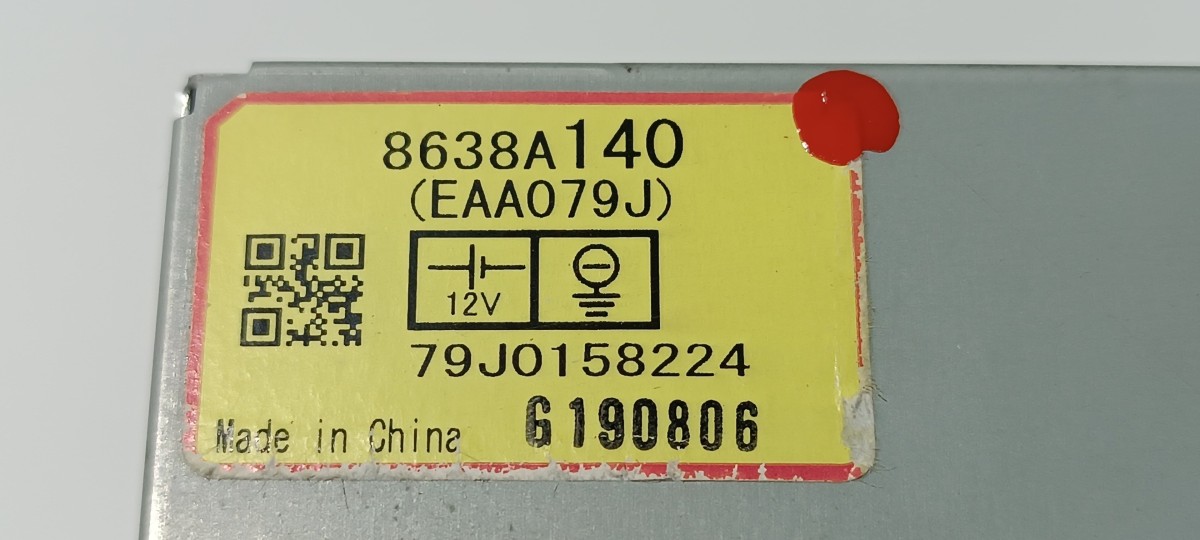 8638A140
(EAA079J)
12V
79J0158224
Made in China G190806